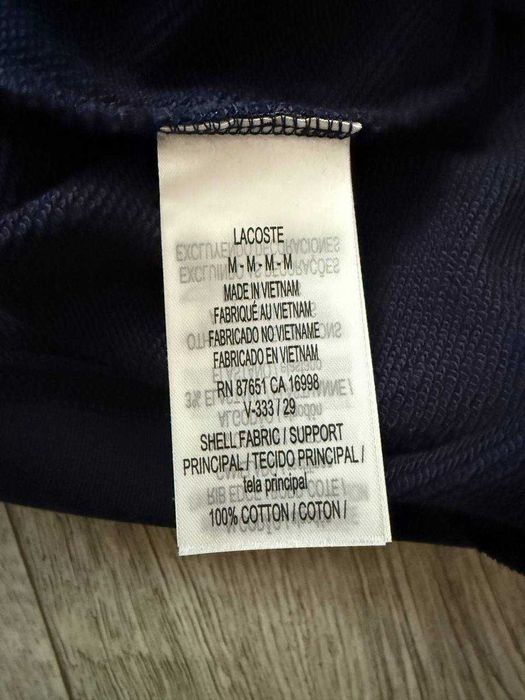 LACOSTE
M - M - M - M
MADE IN VIETNAM
FABRIQUÉ AU VIETNAM
FABRICADO NO VIETNAME
FABRICADO EN VIETNAM
RN 87651 CA 16998
V-333 / 29
SHELL FABRIC / SUPPORT
PRINCIPAL / TECIDO PRINCIPAL /
tela principal
100% COTTON / COTON /